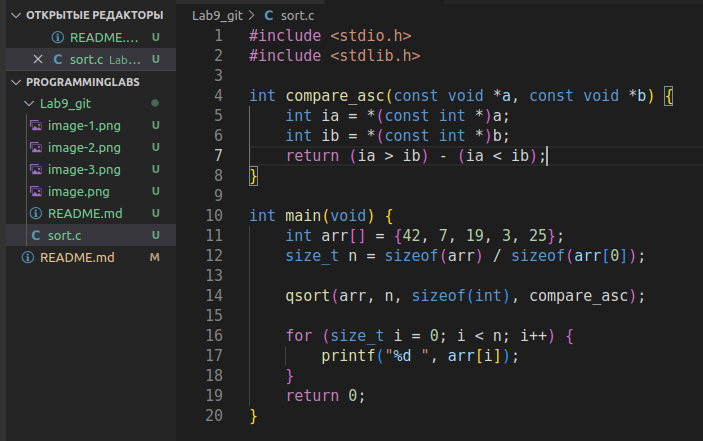 ОТКРЫТЫЕ РЕДАКТОРЫ
README.... U
sort.c Lab... U
PROGRAMMINGLABS
Lab9_git
image-1.png U
image-2.png U
image-3.png U
image.png U
README.md U
sort.c U
README.md M
Lab9_git > C sort.c
1 #include <stdio.h>
2 #include <stdlib.h>
3
4 int compare_asc(const void *a, const void *b) {
5 int ia = *(const int *)a;
6 int ib = *(const int *)b;
7 return (ia > ib) - (ia < ib);
8 }
9
10 int main(void) {
11 int arr[] = {42, 7, 19, 3, 25};
12 size_t n = sizeof(arr) / sizeof(arr[0]);
13
14 qsort(arr, n, sizeof(int), compare_asc);
15
16 for (size_t i = 0; i < n; i++) {
17 printf("%d ", arr[i]);
18 }
19 return 0;
20 }